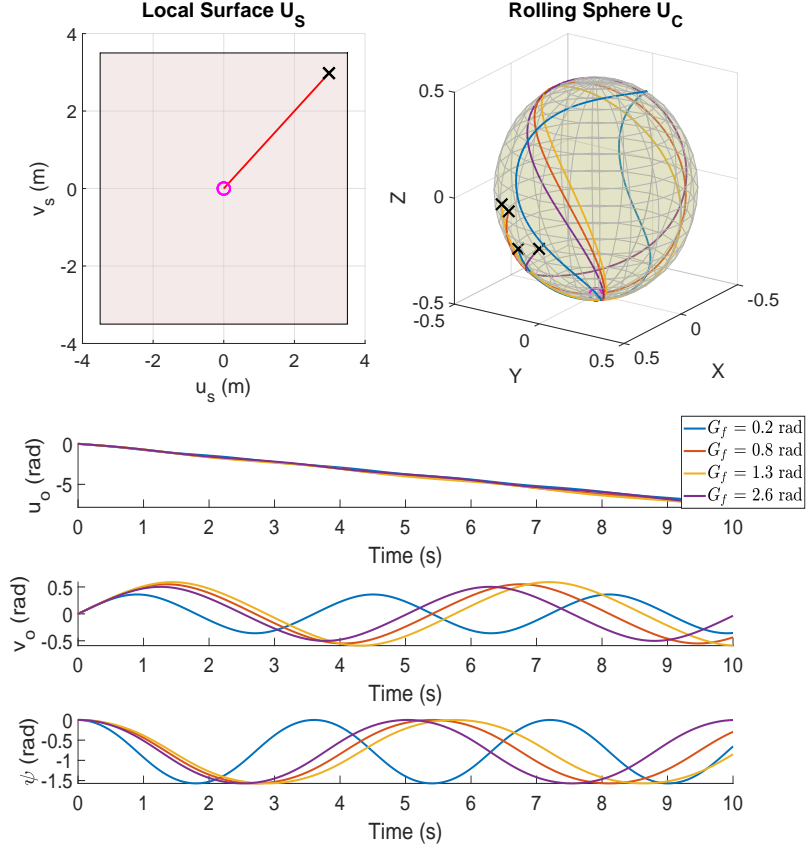 Local Surface U_S
4
2
0
-2
-4
-4
-2
0
2
4
v_s (m)
u_s (m)
Rolling Sphere U_C
0.5
0
-0.5
Z
-0.5
0
0.5
Y
0.5
0
-0.5
X
G_f = 0.2 rad
G_f = 0.8 rad
G_f = 1.3 rad
G_f = 2.6 rad
u_o (rad)
0
-5
0 1 2 3 4 5 6 7 8 9 10
Time (s)
v_o (rad)
0.5
0
-0.5
0 1 2 3 4 5 6 7 8 9 10
Time (s)
ψ (rad)
0
-0.5
-1
-1.5
0 1 2 3 4 5 6 7 8 9 10
Time (s)